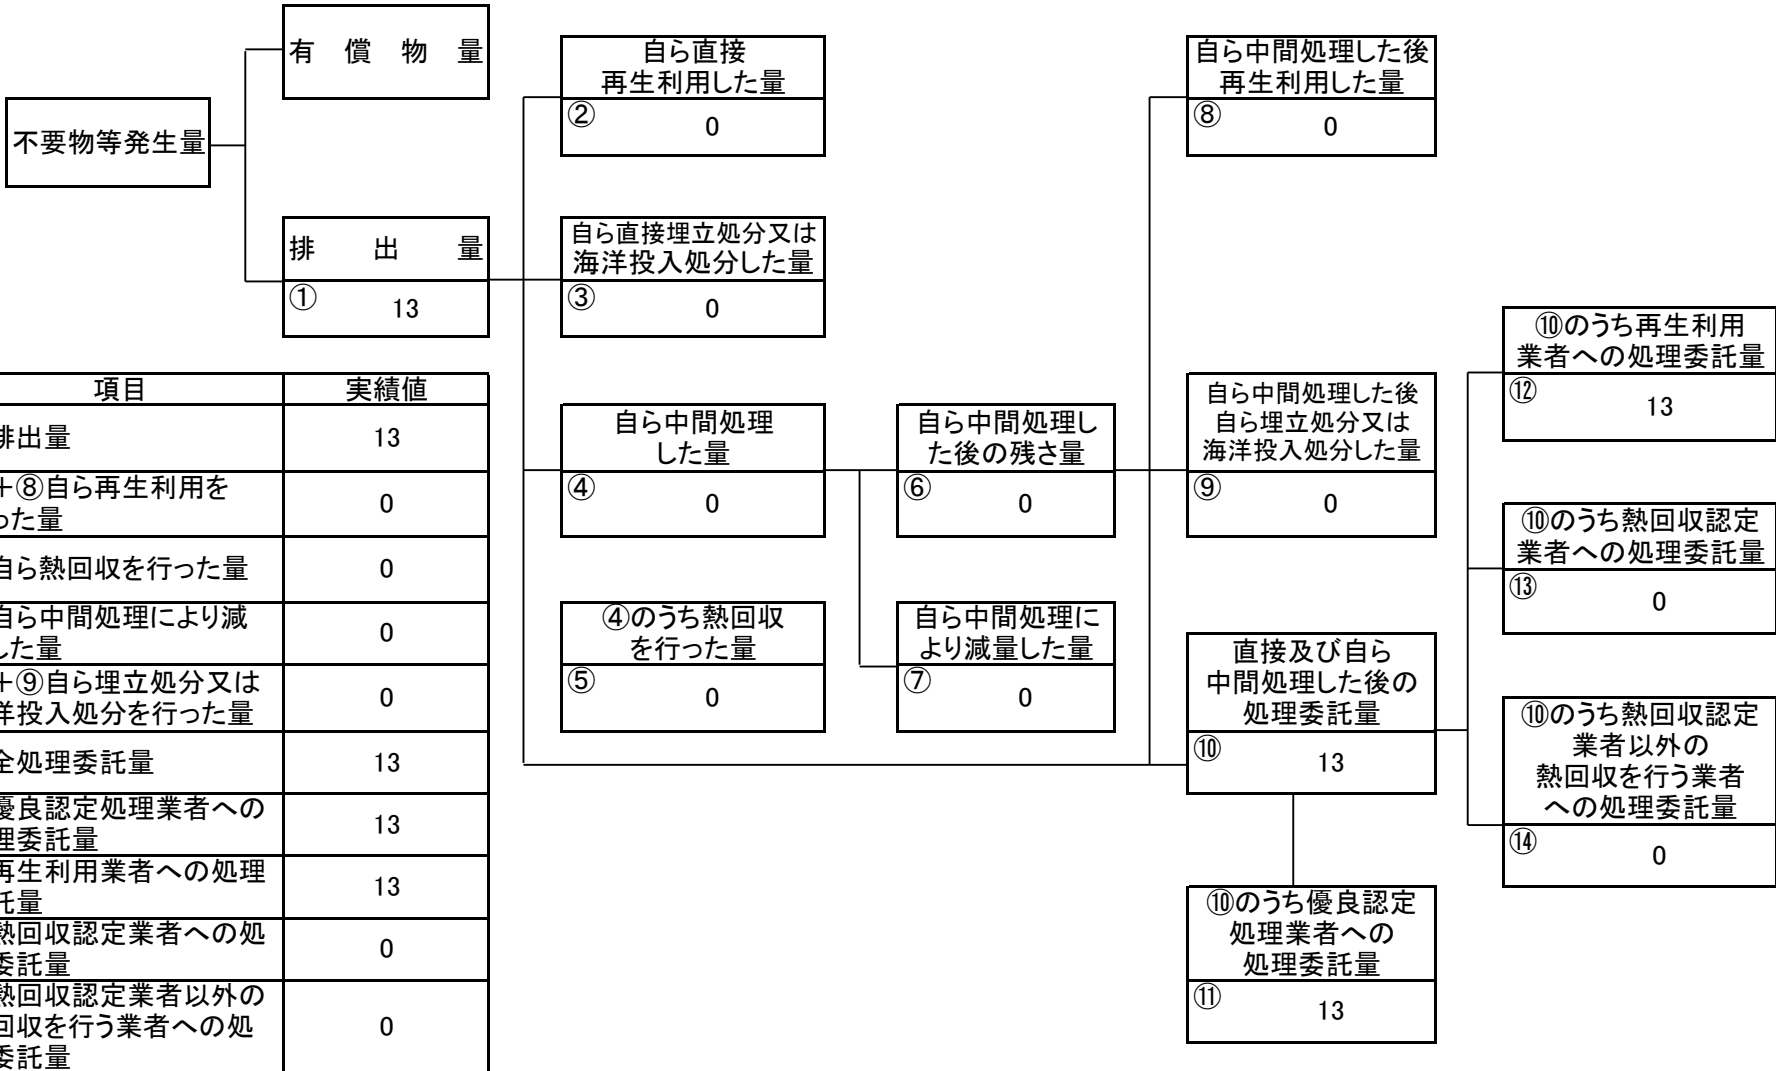 有償物量
不要物等発生量
排出量
① 13
自ら直接
再生利用した量
② 0
自ら直接埋立処分又は
海洋投入処分した量
③ 0
自ら中間処理
した量
④ 0
④のうち熱回収
を行った量
⑤ 0
自ら中間処理し
た後の残さ量
⑥ 0
自ら中間処理に
より減量した量
⑦ 0
自ら中間処理した後
再生利用した量
⑧ 0
自ら中間処理した後
自ら埋立処分又は
海洋投入処分した量
⑨ 0
直接及び自ら
中間処理した後の
処理委託量
⑩ 13
⑩のうち優良認定
処理業者への
処理委託量
⑪ 13
⑩のうち再生利用
業者への処理委託量
⑫ 13
⑩のうち熱回収認定
業者への処理委託量
⑬ 0
⑩のうち熱回収認定
業者以外の
熱回収を行う業者
への処理委託量
⑭ 0
項目 実績値
排出量 13
+⑧自ら再生利用を
った量 0
自ら熱回収を行った量 0
自ら中間処理により減
した量 0
+⑨自ら埋立処分又は
洋投入処分を行った量 0
全処理委託量 13
優良認定処理業者への
理委託量 13
再生利用業者への処理
託量 13
熱回収認定業者への処
委託量 0
熱回収認定業者以外の
回収を行う業者への処
委託量 0